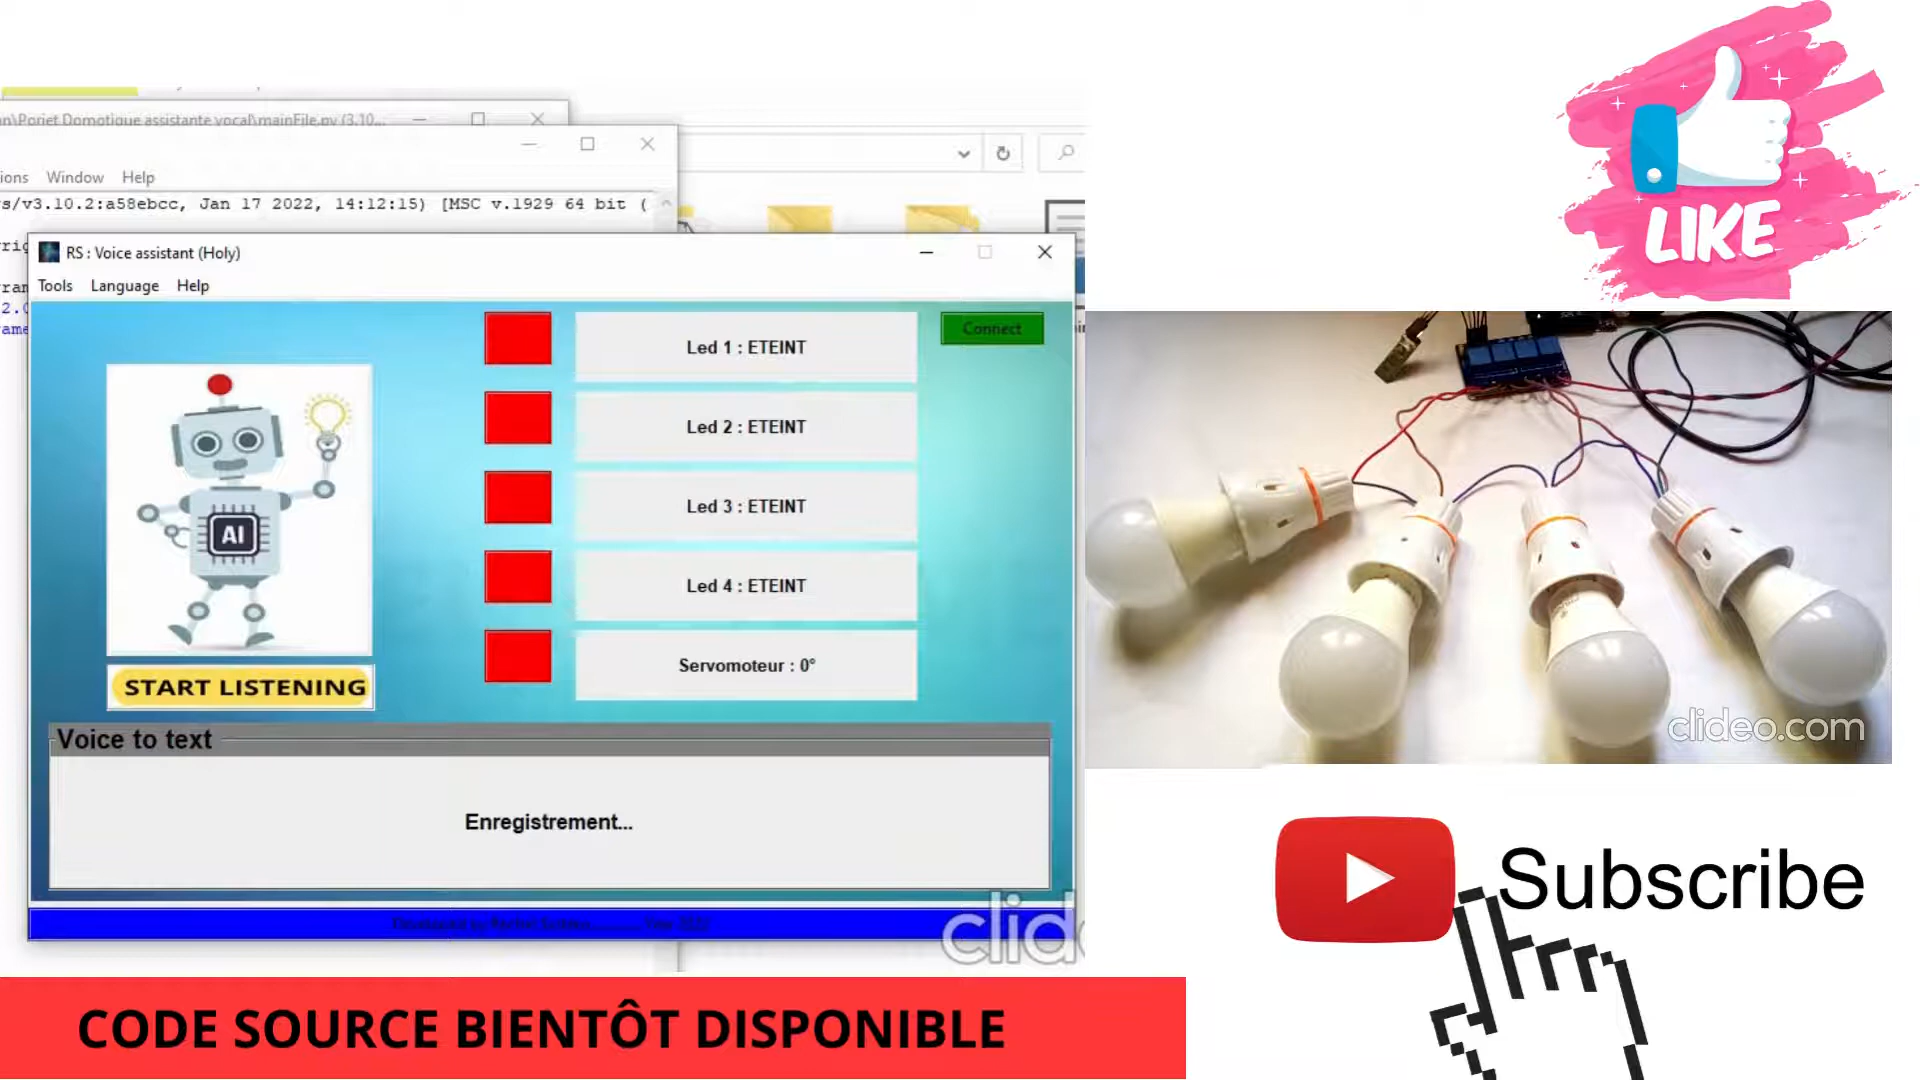 n\Porjet Domotique assistante vocal\mainFile.py (3.10...
ions Window Help
s/v3.10.2:a58ebcc, Jan 17 2022, 14:12:15) [MSC v.1929 64 bit (
RS : Voice assistant (Holy)
Tools Language Help
Connect
Led 1 : ETEINT
Led 2 : ETEINT
Led 3 : ETEINT
Led 4 : ETEINT
Servomoteur : 0°
AI
START LISTENING
Voice to text
Enregistrement...
clide
CODE SOURCE BIENTÔT DISPONIBLE
LIKE
clideo.com
Subscribe